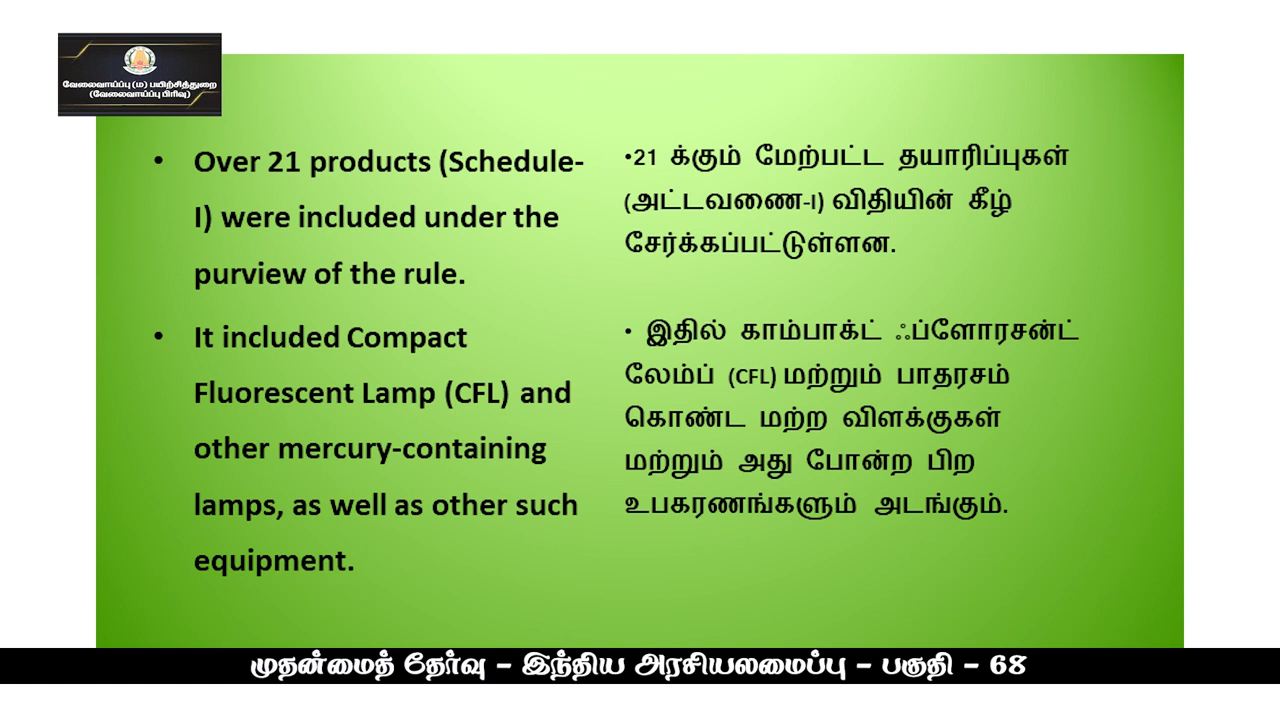 வேலைவாய்ப்பு (ம) பயிற்சித்துறை
(வேலைவாய்ப்பு பிரிவு)
• Over 21 products (Schedule-
I) were included under the
purview of the rule.
• It included Compact
Fluorescent Lamp (CFL) and
other mercury-containing
lamps, as well as other such
equipment.
•21 க்கும் மேற்பட்ட தயாரிப்புகள்
(அட்டவணை-I) விதியின் கீழ்
சேர்க்கப்பட்டுள்ளன.
• இதில் காம்பாக்ட் ஃப்ளோரசன்ட்
லேம்ப் (CFL) மற்றும் பாதரசம்
கொண்ட மற்ற விளக்குகள்
மற்றும் அது போன்ற பிற
உபகரணங்களும் அடங்கும்.
முதன்மைத் தேர்வு – இந்திய அரசியலமைப்பு – பகுதி – 68